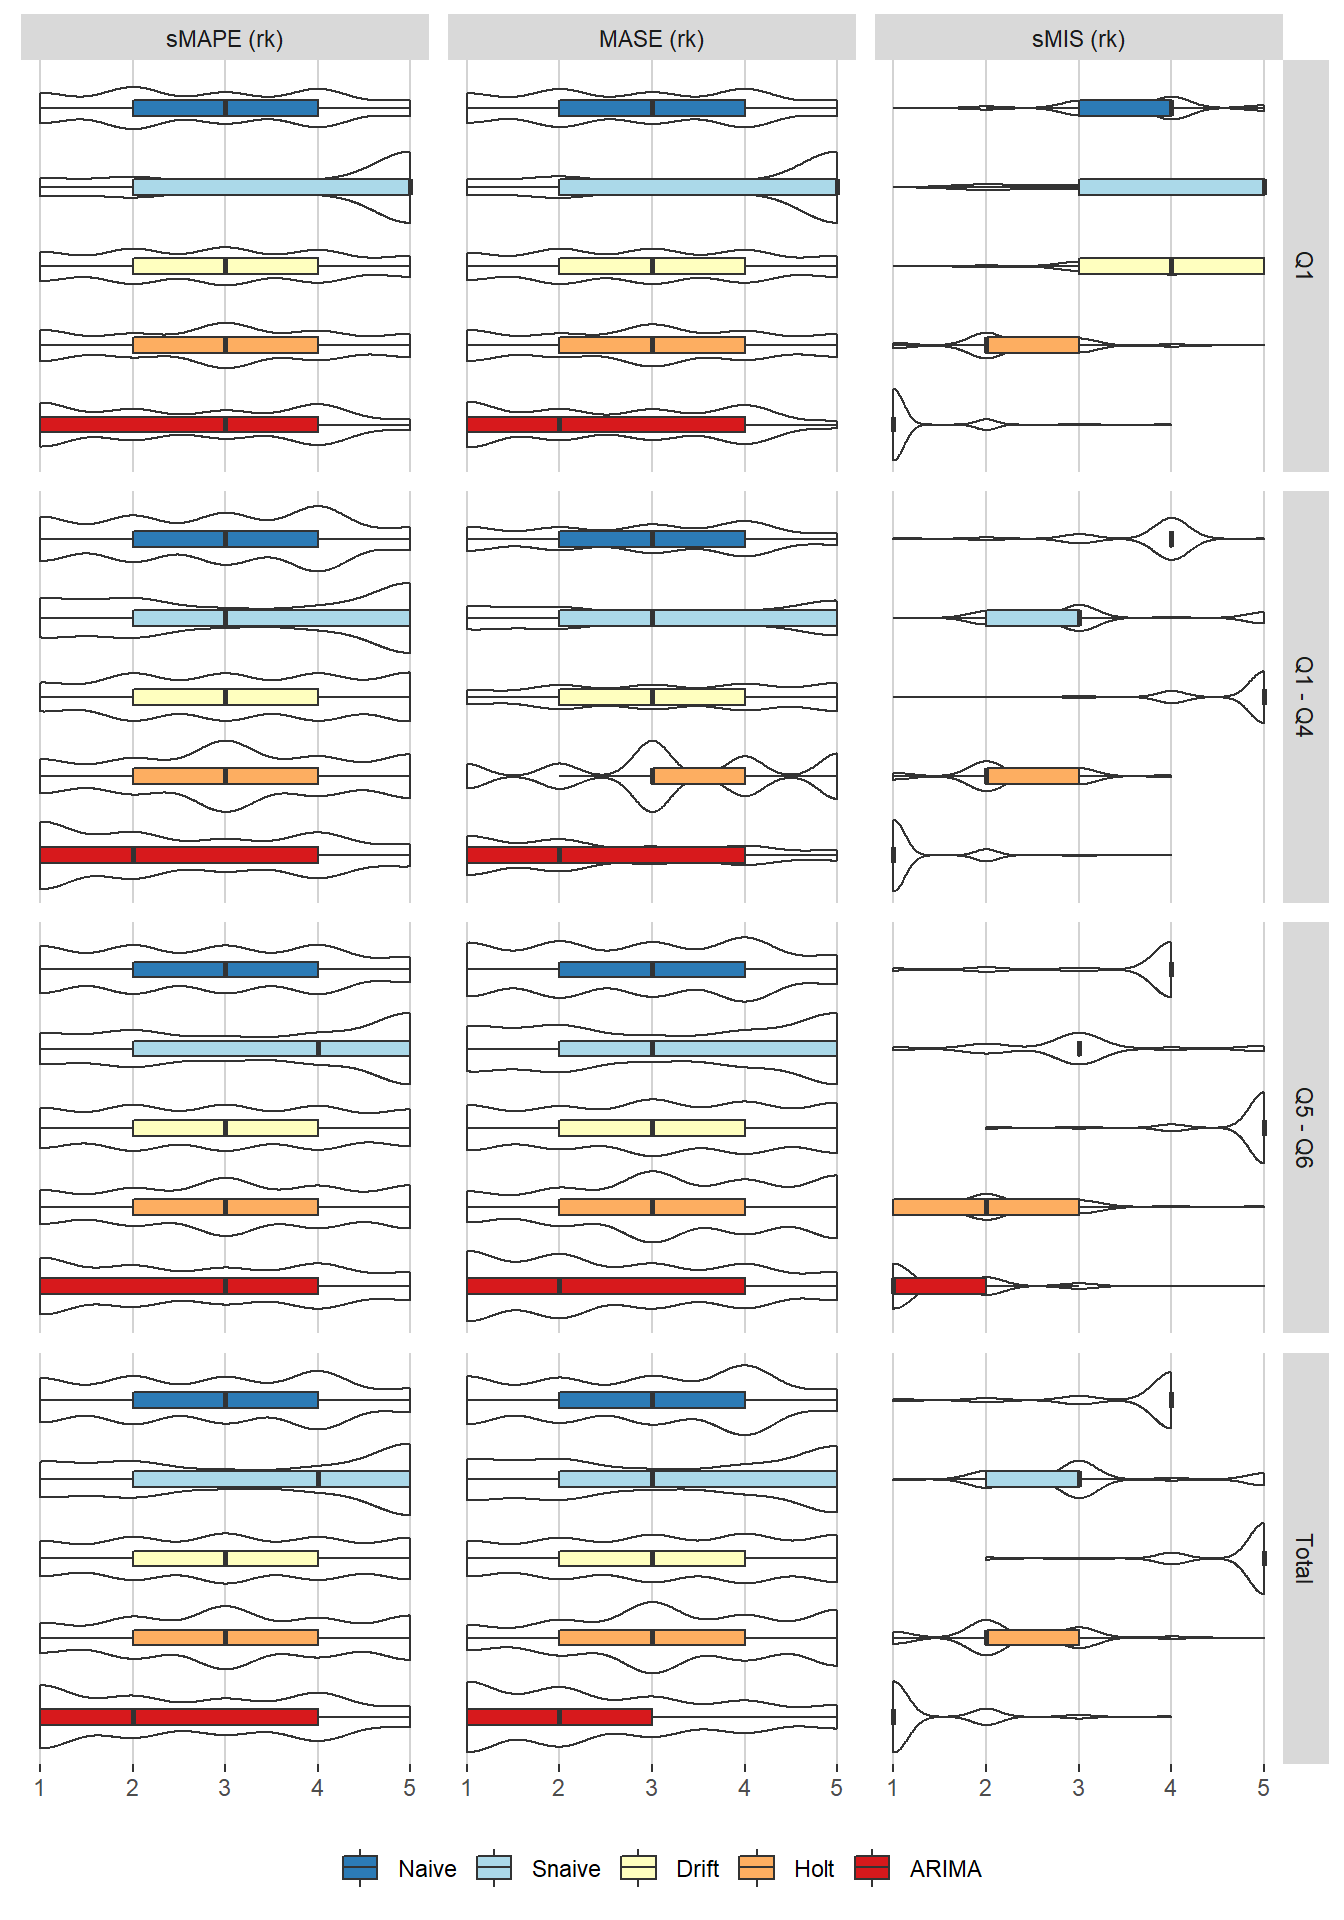 sMAPE (rk) MASE (rk) sMIS (rk)
Q1
Q1 - Q4
Q5 - Q6
Total
1 2 3 4 5 1 2 3 4 5 1 2 3 4 5
Naive Snaive Drift Holt ARIMA